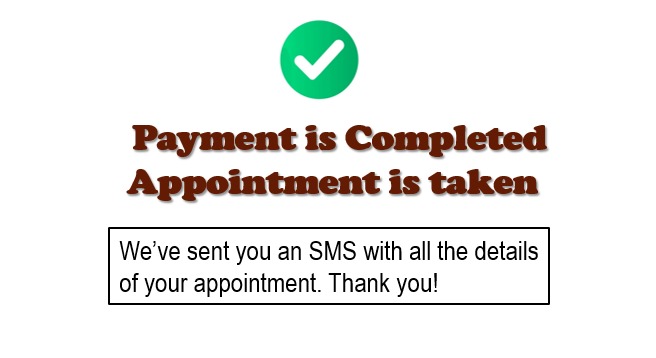 Payment is Completed
Appointment is taken
We’ve sent you an SMS with all the details
of your appointment. Thank you!